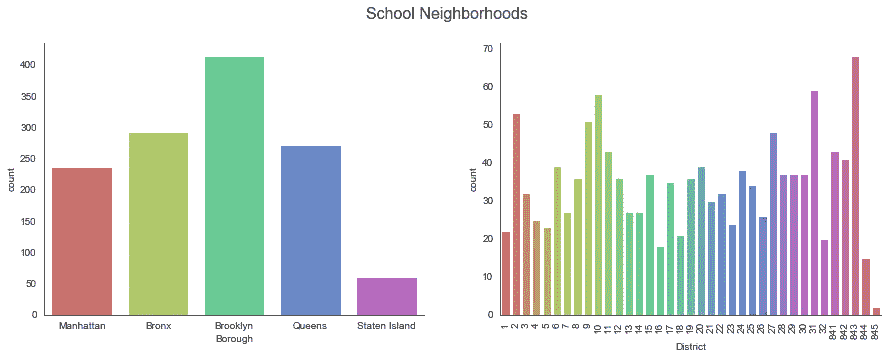 School Neighborhoods
count
400
350
300
250
200
150
100
50
0
Manhattan Bronx Brooklyn Queens Staten Island
Borough
count
70
60
50
40
30
20
10
0
1 2 3 4 5 6 7 8 9 10 11 12 13 14 15 16 17 18 19 20 21 22 23 24 25 26 27 28 29 30 31 32 841 842 843 844 845
District